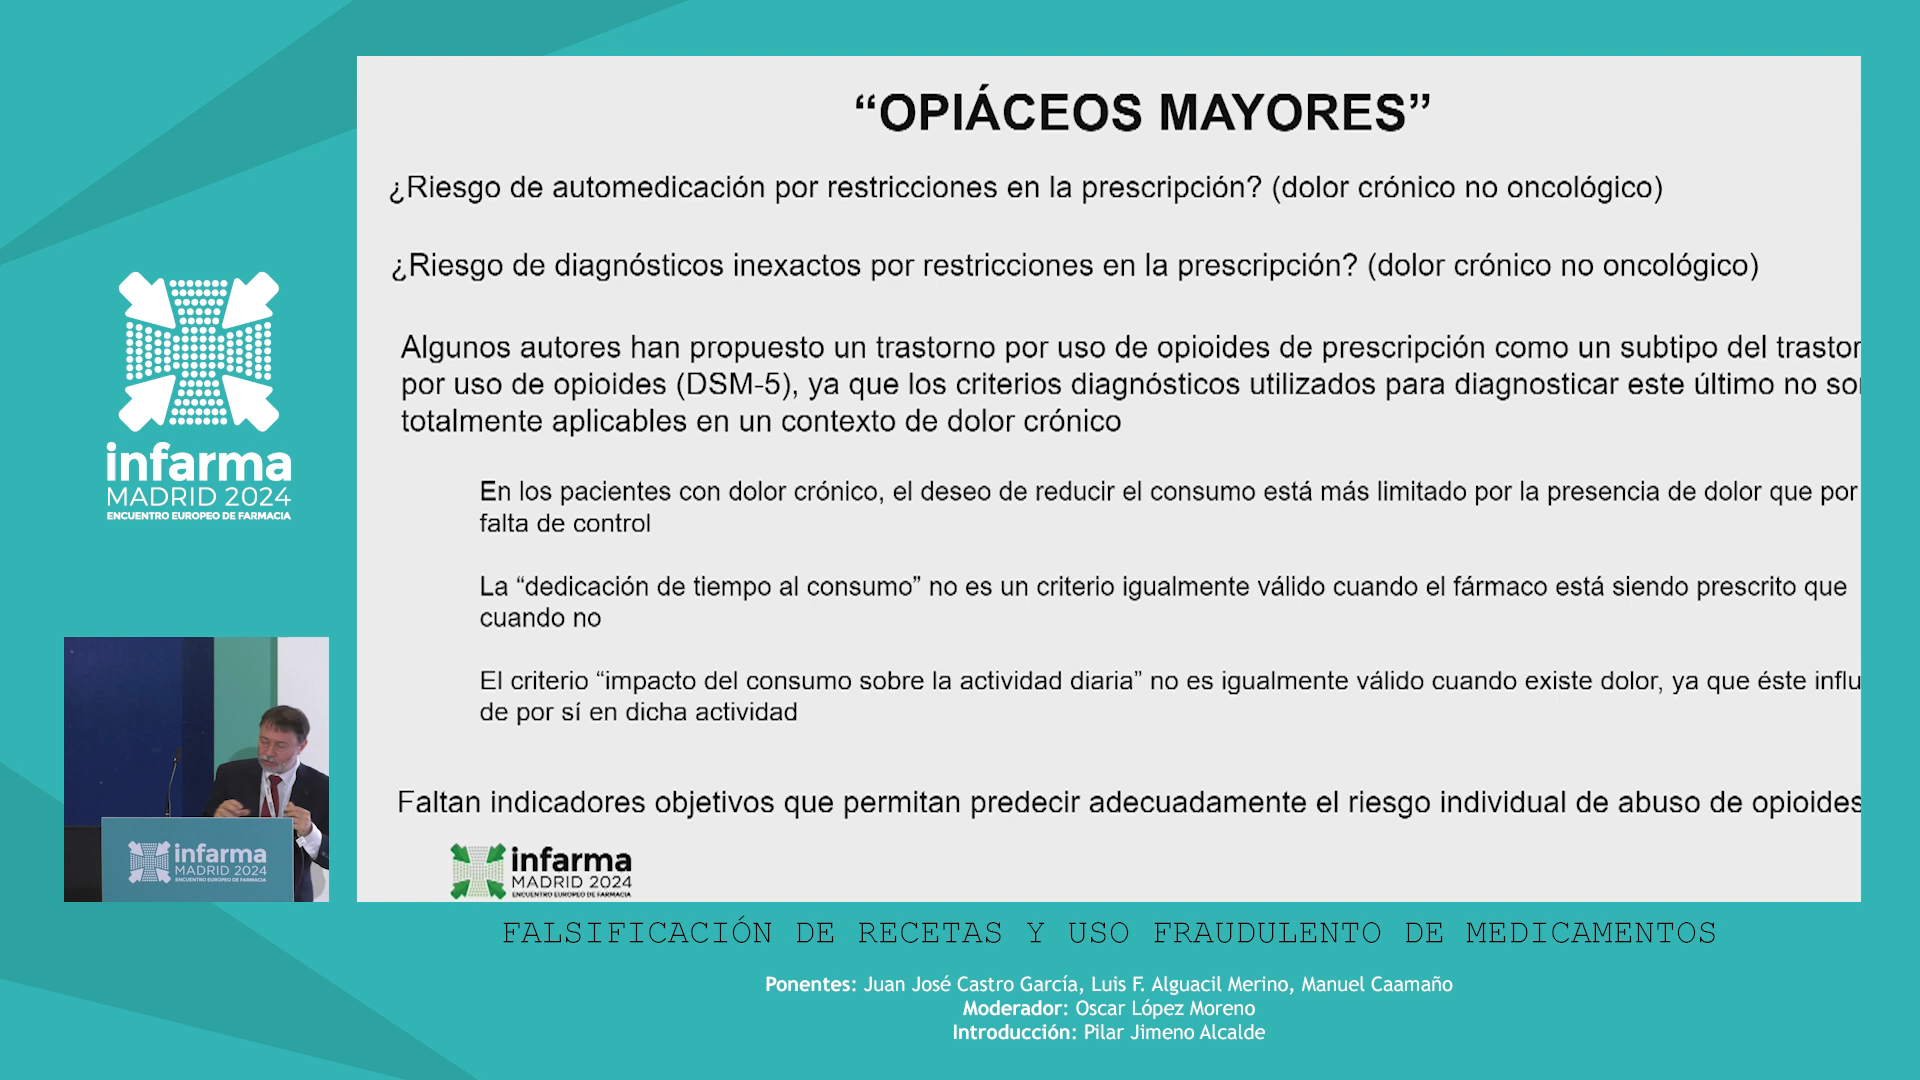 “OPIÁCEOS MAYORES”
¿Riesgo de automedicación por restricciones en la prescripción? (dolor crónico no oncológico)
¿Riesgo de diagnósticos inexactos por restricciones en la prescripción? (dolor crónico no oncológico)
Algunos autores han propuesto un trastorno por uso de opioides de prescripción como un subtipo del trastor
por uso de opioides (DSM-5), ya que los criterios diagnósticos utilizados para diagnosticar este último no so
totalmente aplicables en un contexto de dolor crónico
En los pacientes con dolor crónico, el deseo de reducir el consumo está más limitado por la presencia de dolor que por
falta de control
La “dedicación de tiempo al consumo” no es un criterio igualmente válido cuando el fármaco está siendo prescrito que
cuando no
El criterio “impacto del consumo sobre la actividad diaria” no es igualmente válido cuando existe dolor, ya que éste influ
de por sí en dicha actividad
Faltan indicadores objetivos que permitan predecir adecuadamente el riesgo individual de abuso de opioides
infarma
MADRID 2024
ENCUENTRO EUROPEO DE FARMACIA
infarma
MADRID 2024
ENCUENTRO EUROPEO DE FARMACIA
infarma
MADRID 2024
ENCUENTRO EUROPEO DE FARMACIA
FALSIFICACIÓN DE RECETAS Y USO FRAUDULENTO DE MEDICAMENTOS
Ponentes: Juan José Castro García, Luis F. Alguacil Merino, Manuel Caamaño
Moderador: Oscar López Moreno
Introducción: Pilar Jimeno Alcalde